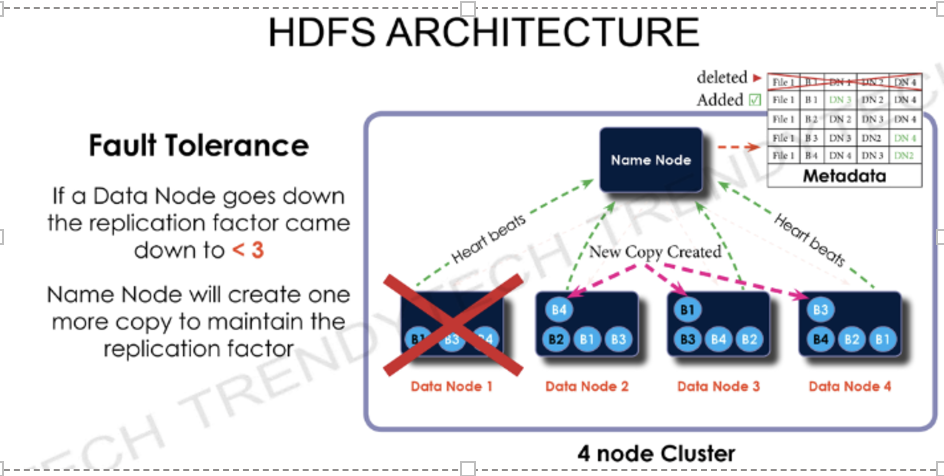 HDFS ARCHITECTURE
deleted
Added
File 1 B 1 DN 1 DN 2 DN 4
File 1 B 1 DN 3 DN 2 DN 4
File 1 B 2 DN 2 DN 3 DN 4
File 1 B 3 DN 3 DN2 DN 4
File 1 B4 DN 4 DN 3 DN2
Metadata
Fault Tolerance
If a Data Node goes down
the replication factor came
down to < 3
Name Node will create one
more copy to maintain the
replication factor
Name Node
Heart beats
Heart beats
New Copy Created
B1 B3 B4
Data Node 1
B4
B2 B1 B3
Data Node 2
B1
B3 B4 B2
Data Node 3
B3
B4 B2 B1
Data Node 4
4 node Cluster
TECH TRENDYTECH TRENDYTECH